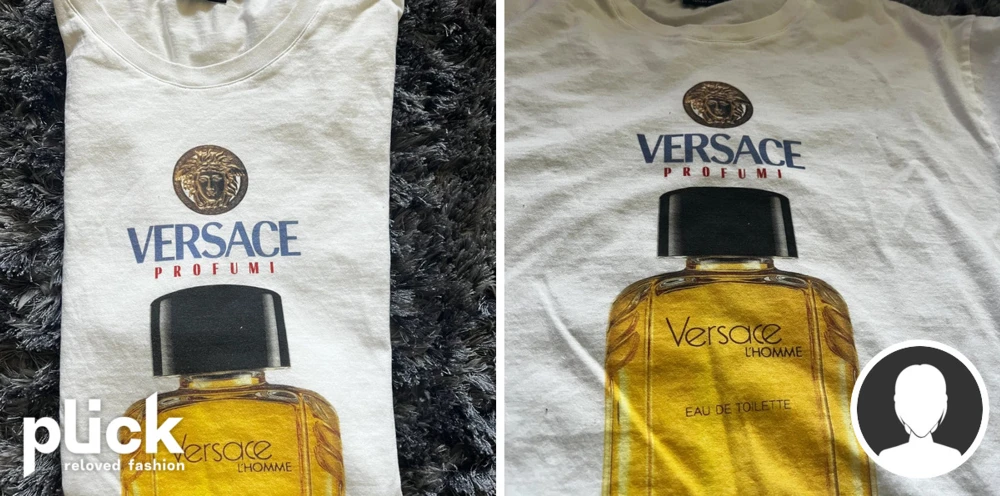 VERSACE
PROFUMI
Versace
L'HOMME
plick
reloved fashion
VERSACE
PROFUMI
Versace
L'HOMME
EAU DE TOILETTE